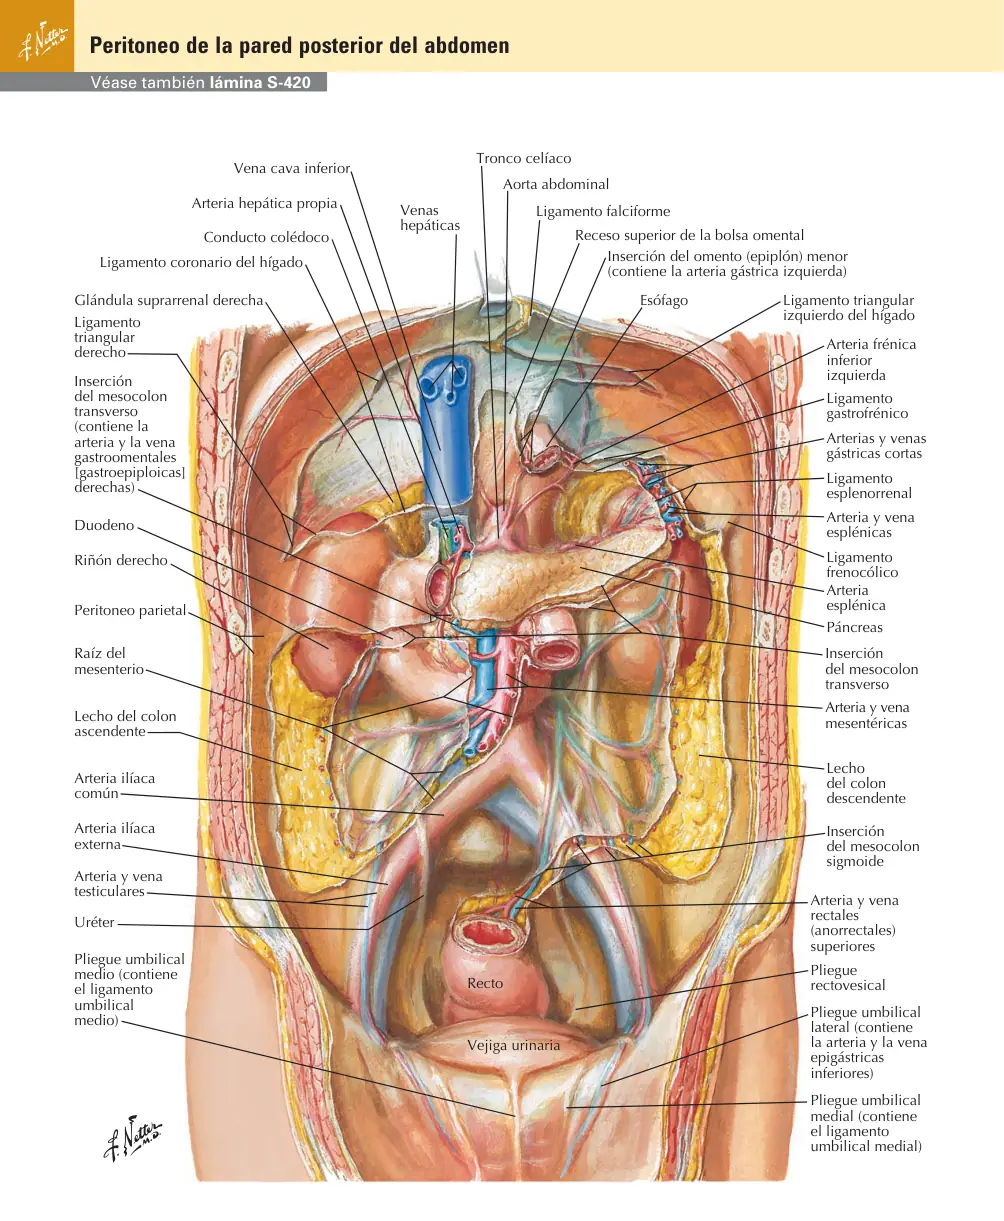 F. Netter M.D.
Peritoneo de la pared posterior del abdomen
Véase también lámina S-420
Tronco celíaco
Vena cava inferior
Aorta abdominal
Arteria hepática propia
Venas
hepáticas
Ligamento falciforme
Conducto colédoco
Receso superior de la bolsa omental
Ligamento coronario del hígado
Inserción del omento (epiplón) menor
(contiene la arteria gástrica izquierda)
Glándula suprarrenal derecha
Esófago
Ligamento triangular
izquierdo del hígado
Ligamento
triangular
derecho
Inserción
del mesocolon
transverso
(contiene la
arteria y la vena
gastroomentales
[gastroepiploicas]
derechas)
Duodeno
Riñón derecho
Peritoneo parietal
Raíz del
mesenterio
Lecho del colon
ascendente
Arteria ilíaca
común
Arteria ilíaca
externa
Arteria y vena
testiculares
Uréter
Pliegue umbilical
medio (contiene
el ligamento
umbilical
medio)
Arteria frénica
inferior
izquierda
Ligamento
gastrofrénico
Arterias y venas
gástricas cortas
Ligamento
esplenorrenal
Arteria y vena
esplénicas
Ligamento
frenocólico
Arteria
esplénica
Páncreas
Inserción
del mesocolon
transverso
Arteria y vena
mesentéricas
Lecho
del colon
descendente
Inserción
del mesocolon
sigmoide
Arteria y vena
rectales
(anorrectales)
superiores
Pliegue
rectovesical
Pliegue umbilical
lateral (contiene
la arteria y la vena
epigástricas
inferiores)
Pliegue umbilical
medial (contiene
el ligamento
umbilical medial)
Recto
Vejiga urinaria
F. Netter M.D.